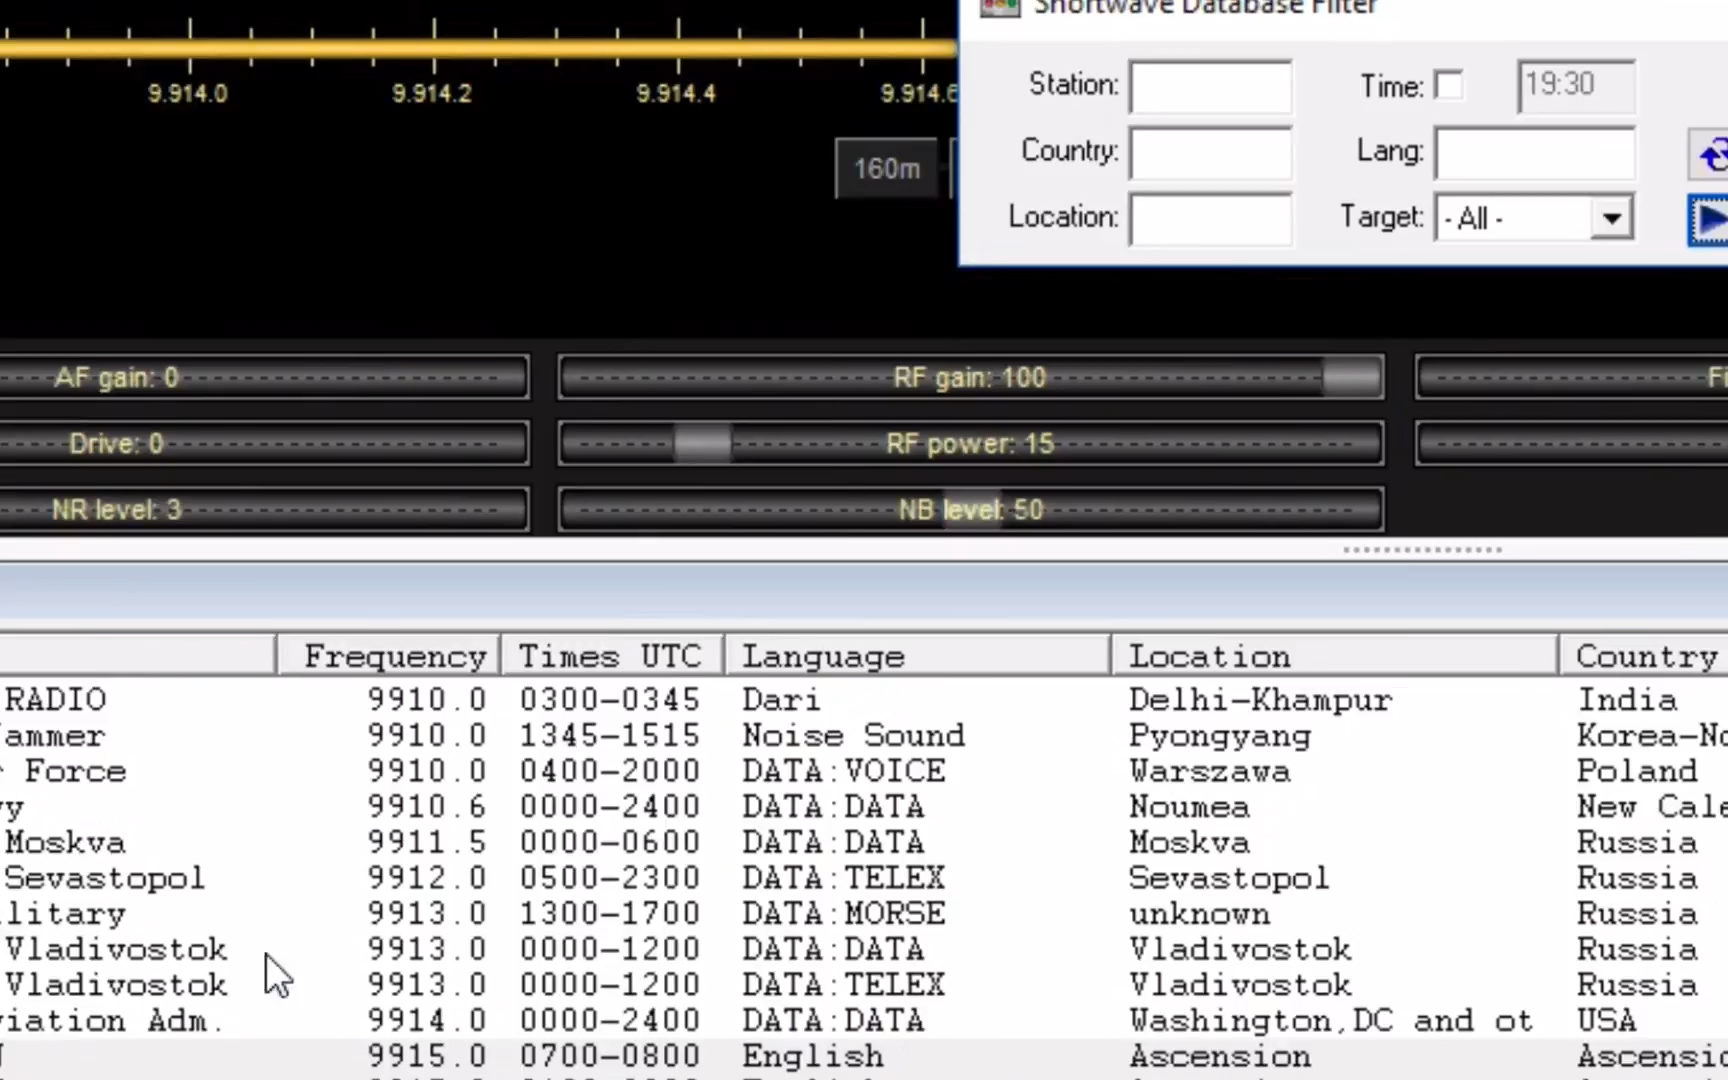 Shortwave Database Filter
Station:
Time: 19:30
9.914.0 9.914.2 9.914.4 9.914.6
Country:
Lang:
160m
Location:
Target: - All -
AF gain: 0
RF gain: 100
Drive: 0
RF power: 15
NR level: 3
NB level: 50
Frequency Times UTC Language Location Country
RADIO 9910.0 0300-0345 Dari Delhi-Khampur India
ammer 9910.0 1345-1515 Noise Sound Pyongyang Korea-No
Force 9910.0 0400-2000 DATA:VOICE Warszawa Poland
vy 9910.6 0000-2400 DATA:DATA Noumea New Cale
Moskva 9911.5 0000-0600 DATA:DATA Moskva Russia
Sevastopol 9912.0 0500-2300 DATA:TELEX Sevastopol Russia
litary 9913.0 1300-1700 DATA:MORSE unknown Russia
Vladivostok 9913.0 0000-1200 DATA:DATA Vladivostok Russia
Vladivostok 9913.0 0000-1200 DATA:TELEX Vladivostok Russia
viation Adm. 9914.0 0000-2400 DATA:DATA Washington,DC and ot USA
9915.0 0700-0800 English Ascension Ascensio